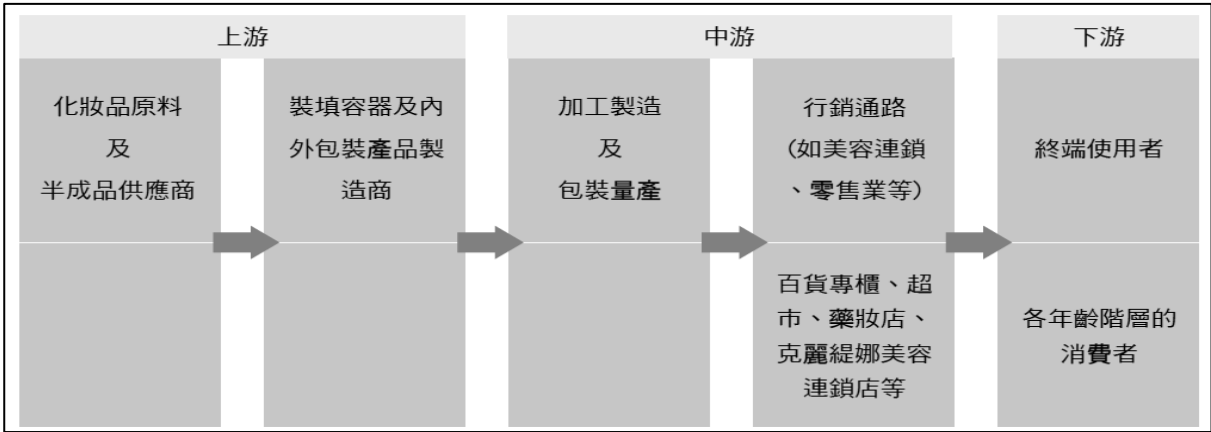 上游
中游
下游
化妝品原料
及
半成品供應商
裝填容器及內
外包裝產品製
造商
加工製造
及
包裝量產
行銷通路
(如美容連鎖
、零售業等)
終端使用者
百貨專櫃、超
市、藥妝店、
克麗緹娜美容
連鎖店等
各年齡階層的
消費者